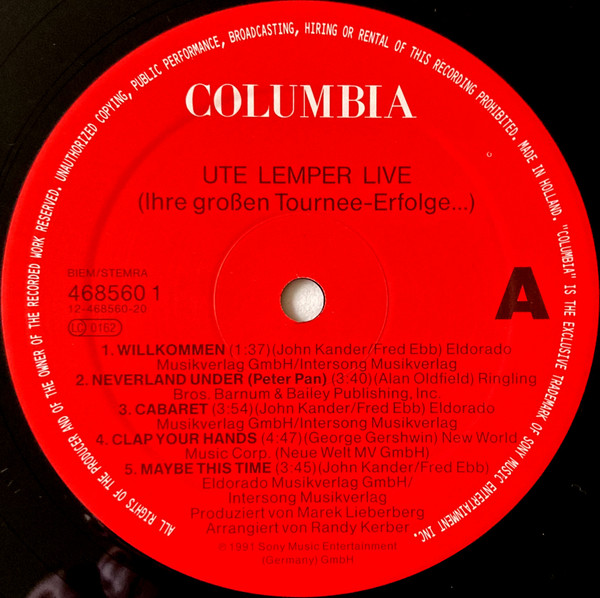 ALL RIGHTS OF THE PRODUCER AND OF THE OWNER OF THE RECORDED WORK RESERVED. UNAUTHORIZED COPYING, PUBLIC PERFORMANCE, BROADCASTING, HIRING OR RENTAL OF THIS RECORDING PROHIBITED. MADE IN HOLLAND. "COLUMBIA" IS THE EXCLUSIVE TRADEMARK OF SONY MUSIC ENTERTAINMENT INC.
COLUMBIA
UTE LEMPER LIVE
(Ihre großen Tournee-Erfolge...)
BIEM/STEMRA
468560 1
12-468560-20
LC 0162
A
1. WILLKOMMEN (1:37)(John Kander/Fred Ebb) Eldorado
Musikverlag GmbH/Intersong Musikverlag
2. NEVERLAND UNDER (Peter Pan) (3:40)(Alan Oldfield) Ringling
Bros. Barnum & Bailey Publishing, Inc.
3. CABARET (3:54)(John Kander/Fred Ebb) Eldorado
Musikverlag GmbH/Intersong Musikverlag
4. CLAP YOUR HANDS (4:47)(George Gershwin) New World
Music Corp. (Neue Welt MV GmbH)
5. MAYBE THIS TIME (3:45)(John Kander/Fred Ebb)
Eldorado Musikverlag GmbH/
Intersong Musikverlag
Produziert von Marek Lieberberg
Arrangiert von Randy Kerber
℗1991 Sony Music Entertainment
(Germany) GmbH